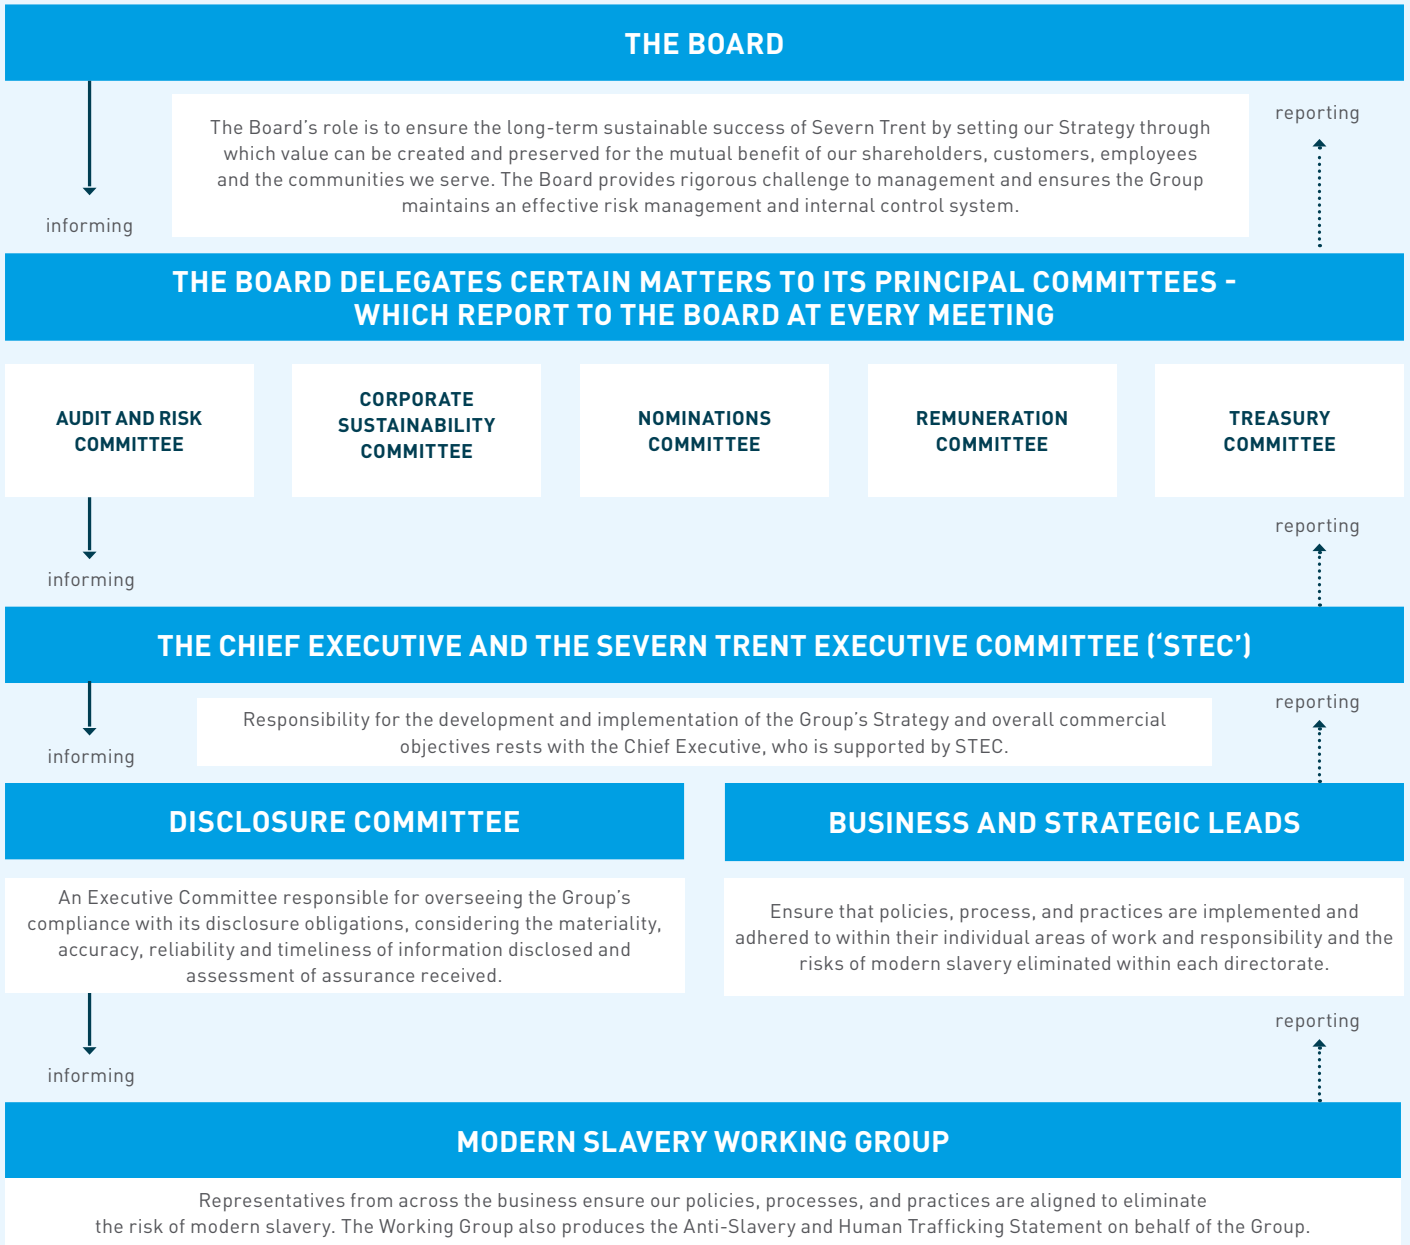 THE BOARD
reporting
The Board's role is to ensure the long-term sustainable success of Severn Trent by setting our Strategy through
which value can be created and preserved for the mutual benefit of our shareholders, customers, employees
and the communities we serve. The Board provides rigorous challenge to management and ensures the Group
maintains an effective risk management and internal control system.
informing
THE BOARD DELEGATES CERTAIN MATTERS TO ITS PRINCIPAL COMMITTEES -
WHICH REPORT TO THE BOARD AT EVERY MEETING
AUDIT AND RISK
COMMITTEE
CORPORATE
SUSTAINABILITY
COMMITTEE
NOMINATIONS
COMMITTEE
REMUNERATION
COMMITTEE
TREASURY
COMMITTEE
reporting
informing
THE CHIEF EXECUTIVE AND THE SEVERN TRENT EXECUTIVE COMMITTEE ('STEC')
reporting
Responsibility for the development and implementation of the Group's Strategy and overall commercial
objectives rests with the Chief Executive, who is supported by STEC.
informing
DISCLOSURE COMMITTEE
An Executive Committee responsible for overseeing the Group's
compliance with its disclosure obligations, considering the materiality,
accuracy, reliability and timeliness of information disclosed and
assessment of assurance received.
BUSINESS AND STRATEGIC LEADS
Ensure that policies, process, and practices are implemented and
adhered to within their individual areas of work and responsibility and the
risks of modern slavery eliminated within each directorate.
reporting
informing
MODERN SLAVERY WORKING GROUP
Representatives from across the business ensure our policies, processes, and practices are aligned to eliminate
the risk of modern slavery. The Working Group also produces the Anti-Slavery and Human Trafficking Statement on behalf of the Group.